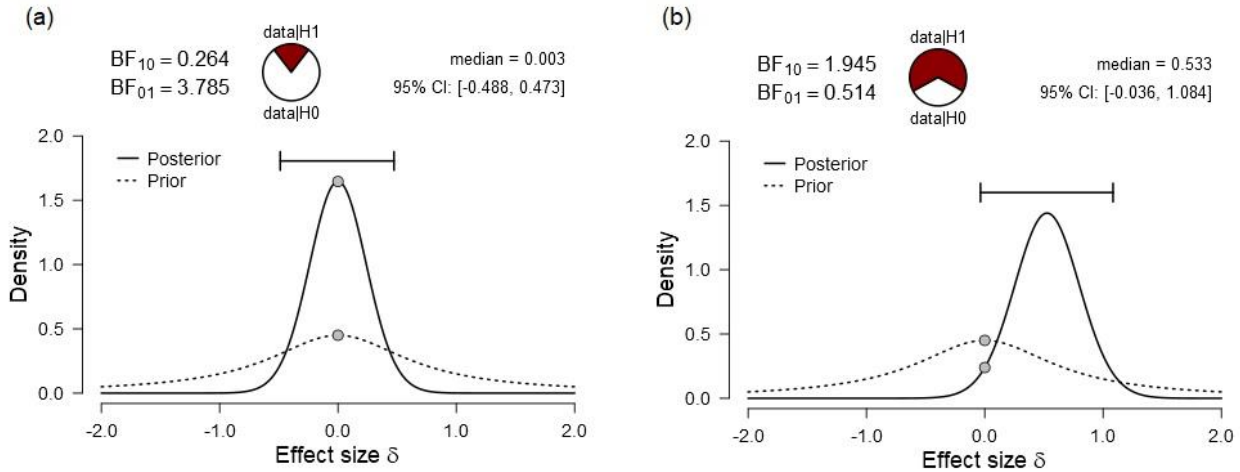 (a)
data|H1
BF10 = 0.264
BF01 = 3.785
data|H0
median = 0.003
95% CI: [-0.488, 0.473]
2.0
1.5
1.0
0.5
0.0
Density
Posterior
Prior
-2.0 -1.0 0.0 1.0 2.0
Effect size δ
(b)
data|H1
BF10 = 1.945
BF01 = 0.514
data|H0
median = 0.533
95% CI: [-0.036, 1.084]
2.0
1.5
1.0
0.5
0.0
Density
Posterior
Prior
-2.0 -1.0 0.0 1.0 2.0
Effect size δ